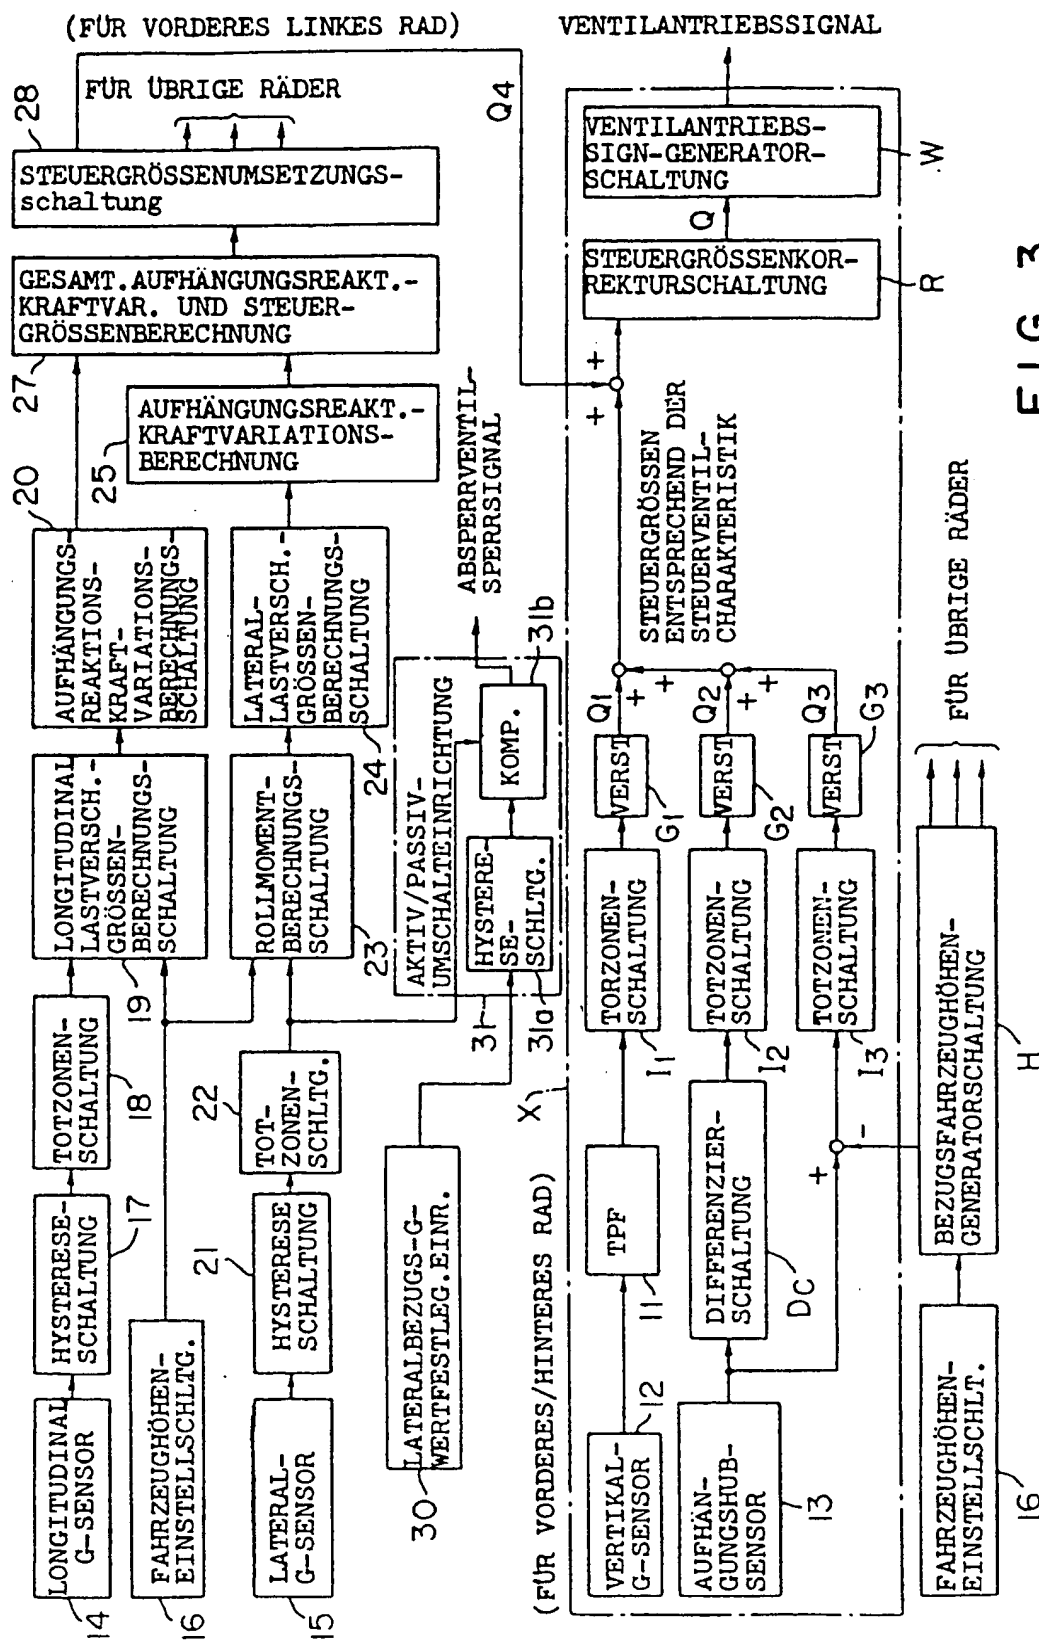 (FÜR VORDERES LINKES RAD)
VENTILANTRIEBSSIGNAL
28
FÜR ÜBRIGE RÄDER
Q4
STEUERGRÖSSENUMSETZUNGS-
schaltung
VENTILANTRIEBS-
SIGN-GENERATOR-
SCHALTUNG
W
Q
27
GESAMT.AUFHÄNGUNGSREAKT.-
KRAFTVAR. UND STEUER-
GRÖSSENBERECHNUNG
STEUERGRÖSSENKOR-
REKTURSCHALTUNG
R
+
+
25
AUFHÄNGUNGSREAKT.-
KRAFTVARIATIONS-
BERECHNUNG
ABSPERRVENTIL-
SPERRSIGNAL
STEUERGRÖSSEN
ENTSPRECHEND DER
STEUERVENTIL-
CHARAKTERISTIK
20
AUFHÄNGUNGS-
REAKTIONS-
KRAFT-
VARIATIONS-
BERECHNUNGS-
SCHALTUNG
LATERAL-
LASTVERSCH.-
GRÖSSEN-
BERECHNUNGS-
SCHALTUNG
24
LONGITUDINAL
LASTVERSCH.-
GRÖSSEN-
BERECHNUNGS-
SCHALTUNG
19
ROLLMOMENT-
BERECHNUNGS-
SCHALTUNG
23
AKTIV/PASSIV-
UMSCHALTEINRICHTUNG
KOMP.
31b
HYSTERE-
SE-
SCHLTG.
31a
31
Q1
+
+
Q2
+
+
Q3
VERST
G1
VERST
G2
VERST
G3
TORZONEN-
SCHALTUNG
I1
TOTZONEN-
SCHALTUNG
I2
TOTZONEN-
SCHALTUNG
I3
FÜR ÜBRIGE RÄDER
TOTZONEN-
SCHALTUNG
18
22
TOT-
ZONEN-
SCHLTG.
X
HYSTERESE-
SCHALTUNG
17
21
HYSTERESE
SCHALTUNG
LATERALBEZUGS-G-
WERTFESTLEG.EINR.
30
(FÜR VORDERES/HINTERES RAD)
TPF
11
DIFFERENZIER-
SCHALTUNG
DC
+
-
BEZUGSFAHRZEUGHÖHEN-
GENERATORSCHALTUNG
H
LONGITUDINAL
G-SENSOR
14
FAHRZEUGHÖHEN-
EINSTELLSCHLTG.
16
LATERAL-
G-SENSOR
15
VERTIKAL-
G-SENSOR
12
AUFHÄN-
GUNGSHUB-
SENSOR
13
FAHRZEUGHÖHEN-
EINSTELLSCHLT.
16
FIG. 3